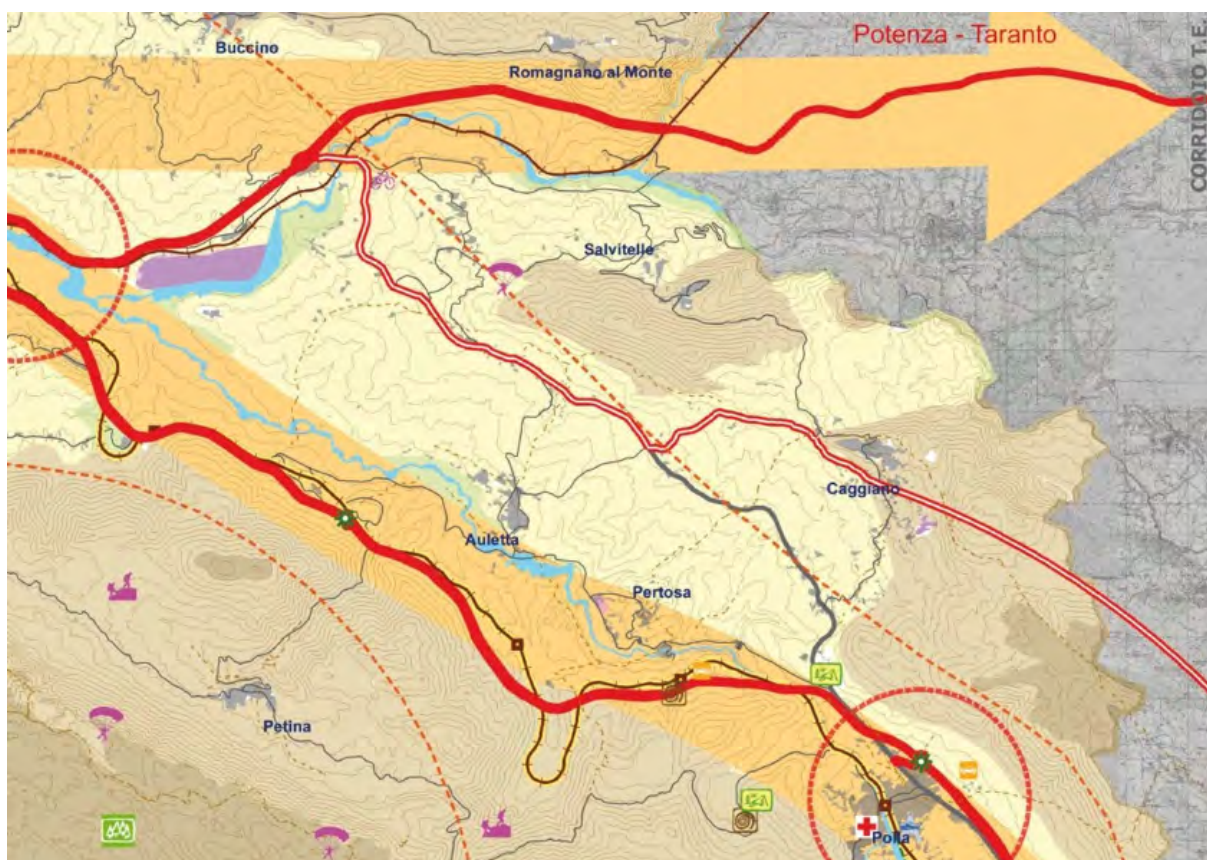 Buccino
Potenza - Taranto
Romagnano al Monte
CORRIDOIO T.E.
Salvitelle
Caggiano
Auletta
Pertosa
Petina
Polla